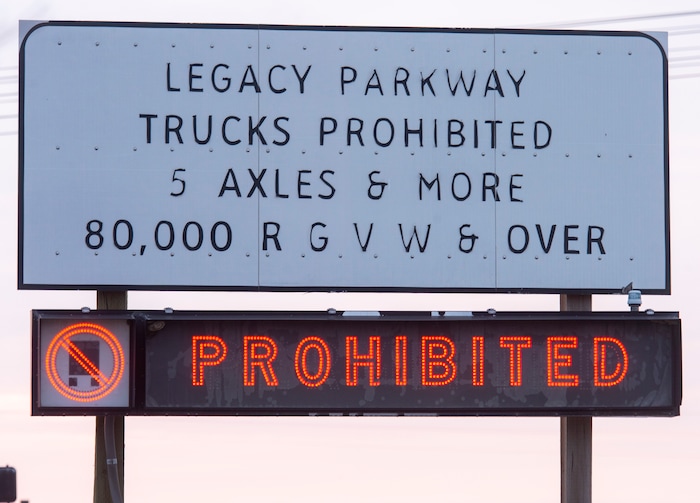 LEGACY PARKWAY
TRUCKS PROHIBITED
5 AXLES & MORE
80,000 R G V W & OVER
PROHIBITED